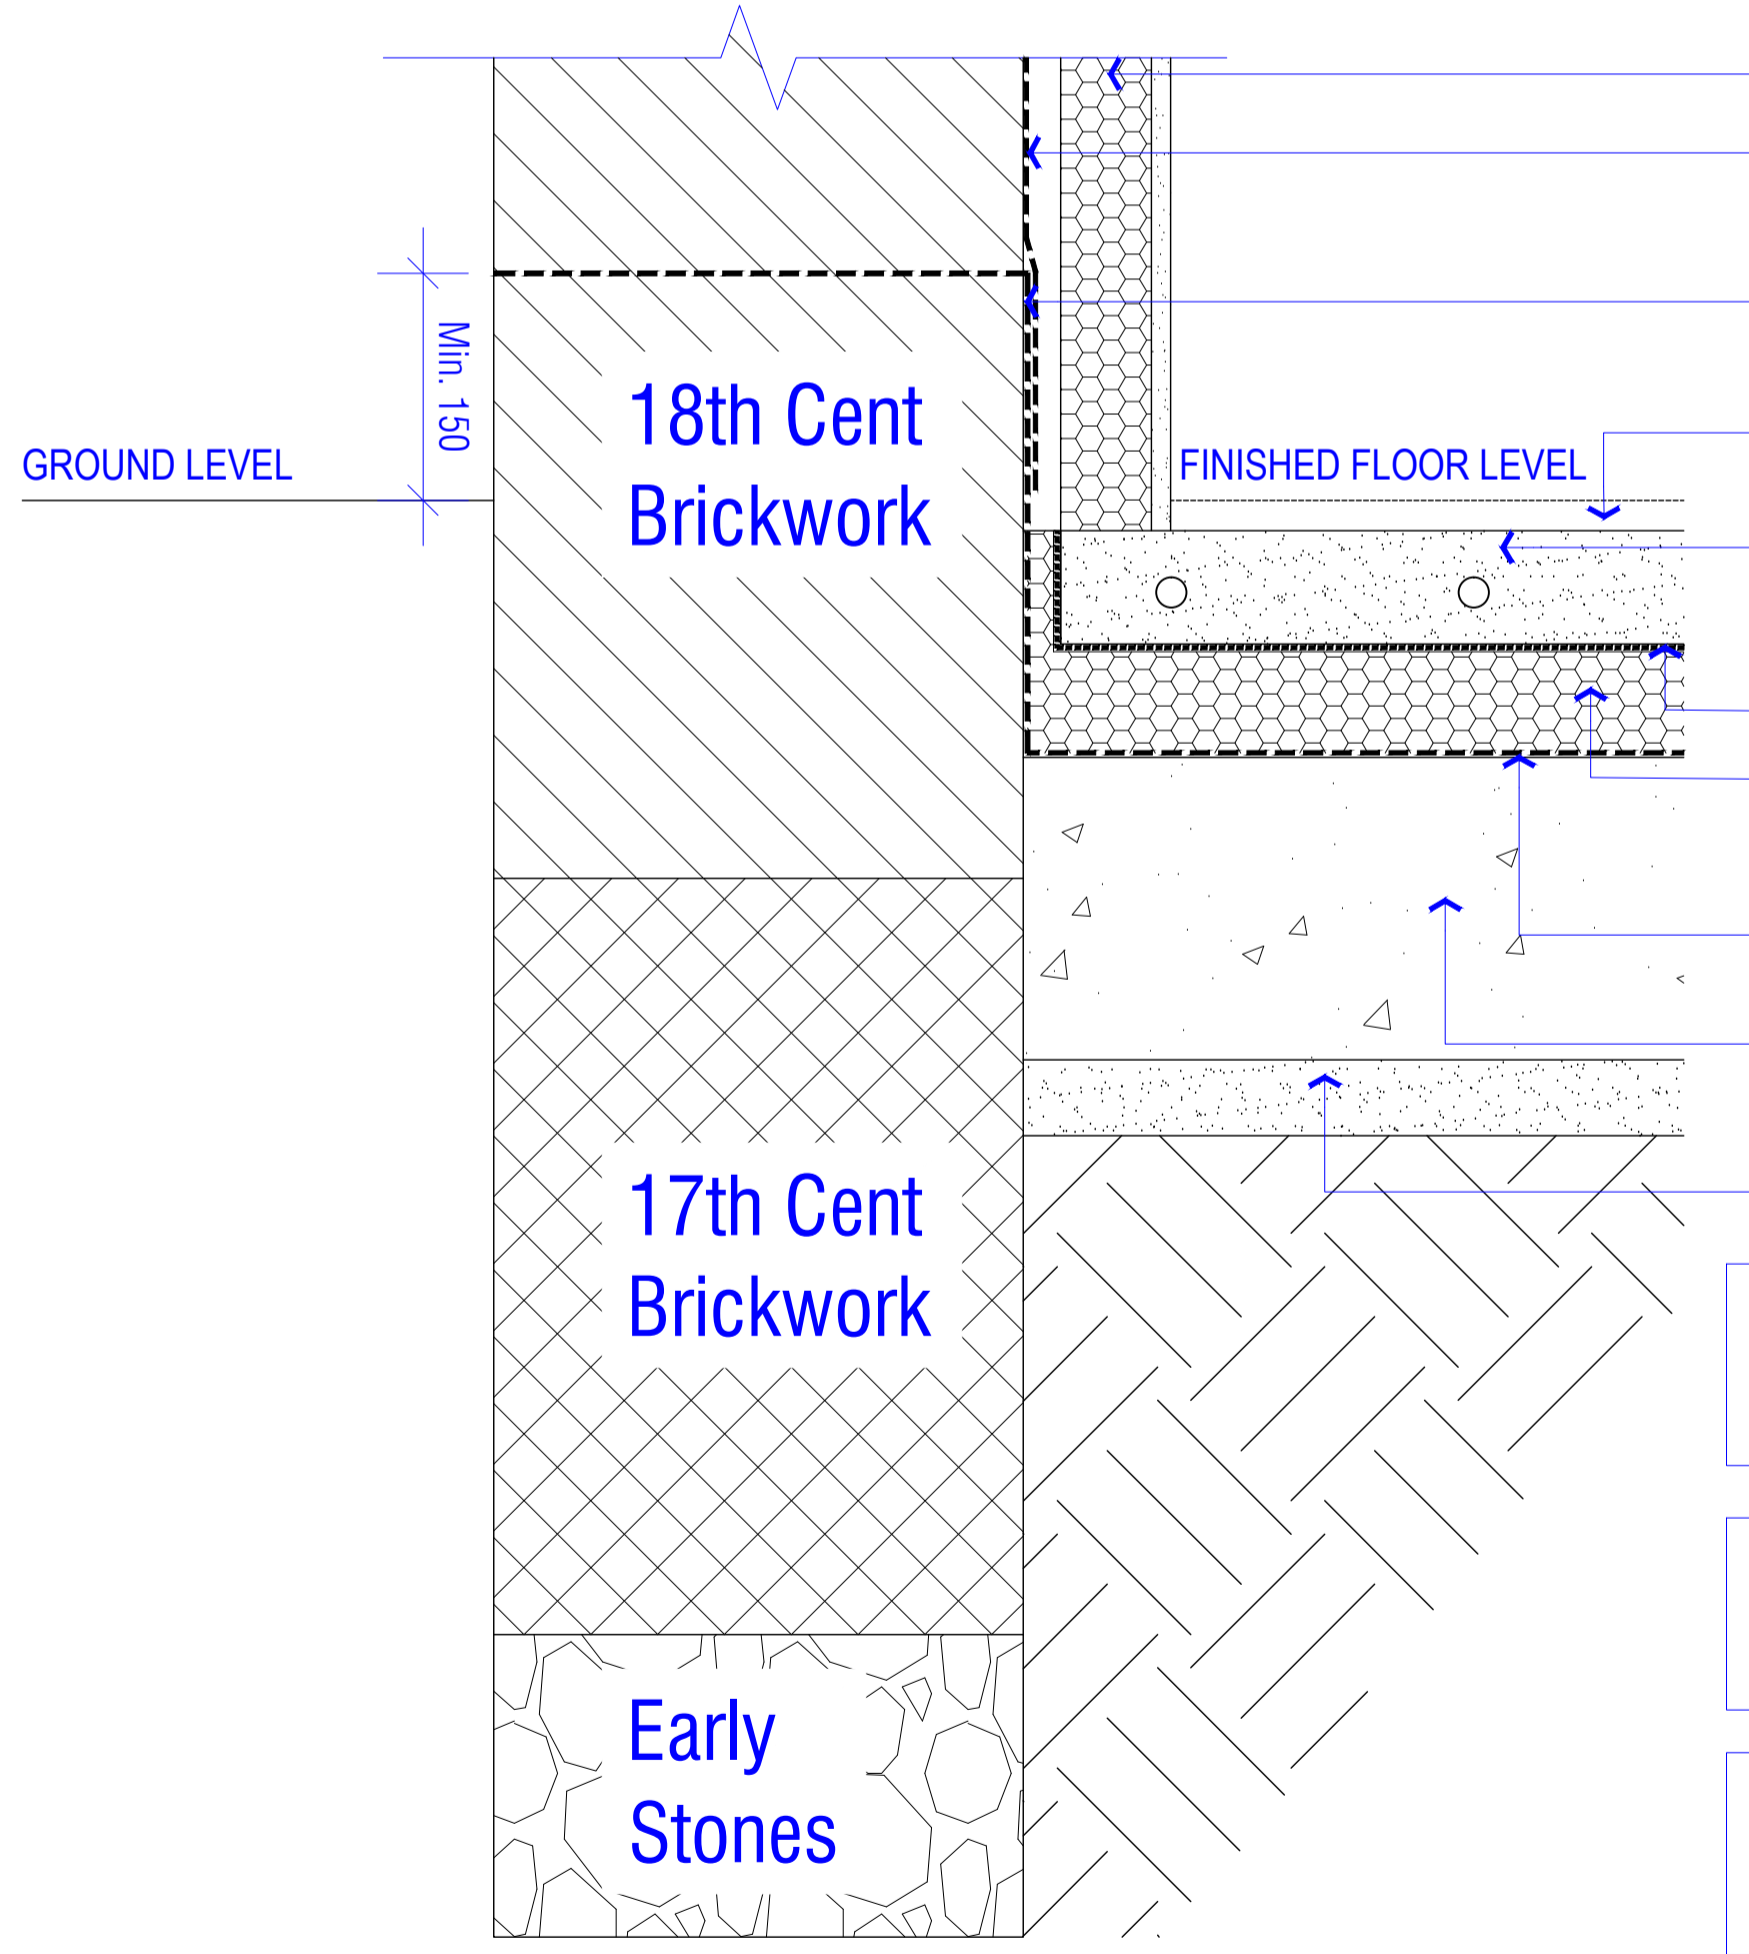 Min. 150
18th Cent
Brickwork
GROUND LEVEL
FINISHED FLOOR LEVEL
17th Cent
Brickwork
Early
Stones